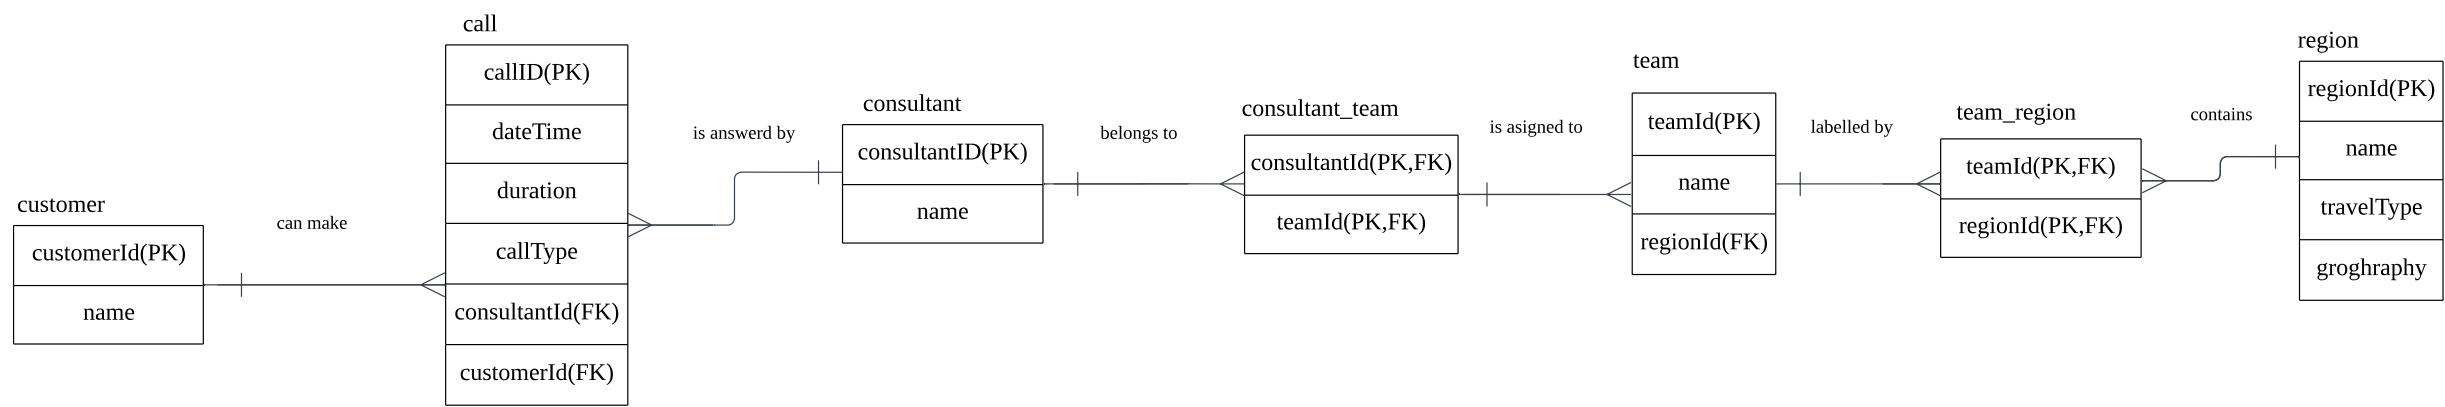 customer
customerId(PK)
name
can make
call
callID(PK)
dateTime
duration
callType
consultantId(FK)
customerId(FK)
is answerd by
consultant
consultantID(PK)
name
belongs to
consultant_team
consultantId(PK,FK)
teamId(PK,FK)
is asigned to
team
teamId(PK)
name
regionId(FK)
labelled by
team_region
teamId(PK,FK)
regionId(PK,FK)
contains
region
regionId(PK)
name
travelType
groghraphy